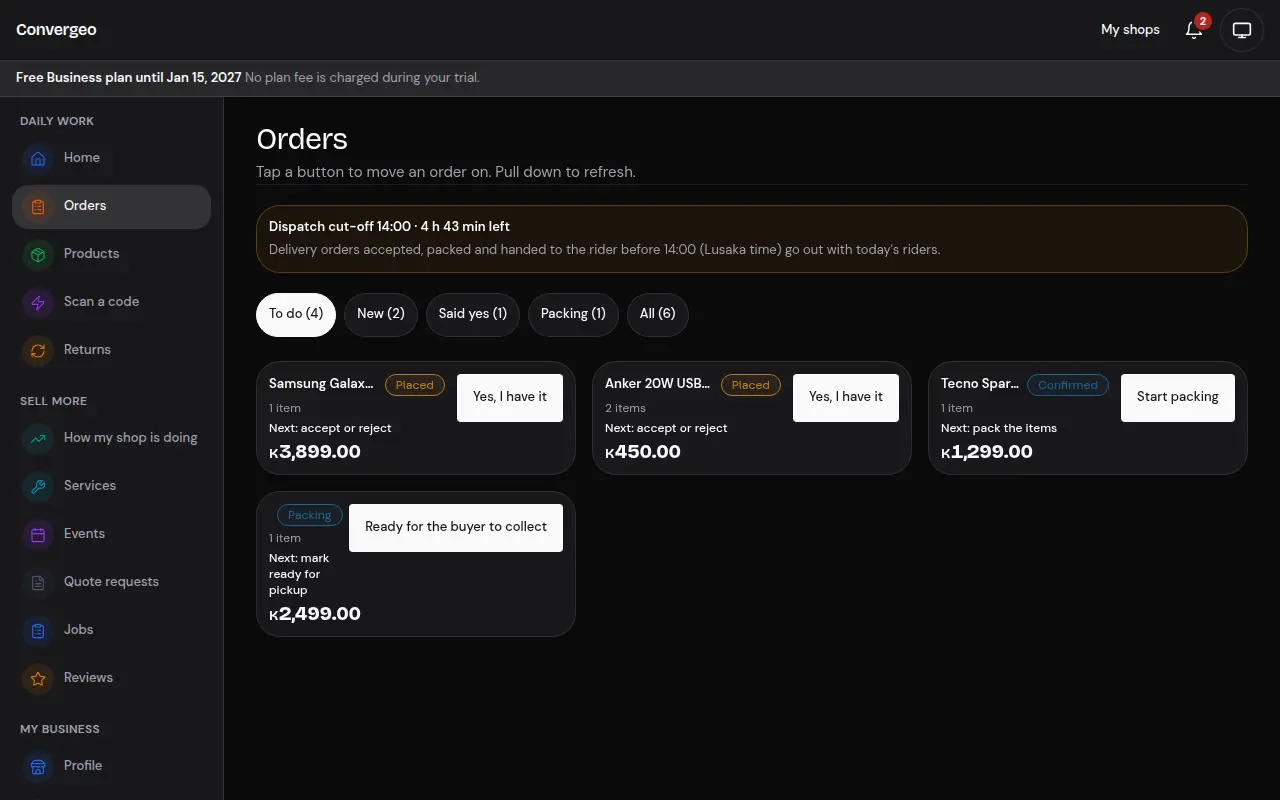 Convergeo
My shops
2
Free Business plan until Jan 15, 2027 No plan fee is charged during your trial.
DAILY WORK
Home
Orders
Products
Scan a code
Returns
SELL MORE
How my shop is doing
Services
Events
Quote requests
Jobs
Reviews
MY BUSINESS
Profile
Orders
Tap a button to move an order on. Pull down to refresh.
Dispatch cut-off 14:00 · 4 h 43 min left
Delivery orders accepted, packed and handed to the rider before 14:00 (Lusaka time) go out with today's riders.
To do (4)
New (2)
Said yes (1)
Packing (1)
All (6)
Samsung Galax...
Placed
Yes, I have it
1 item
Next: accept or reject
K3,899.00
Anker 20W USB...
Placed
Yes, I have it
2 items
Next: accept or reject
K450.00
Tecno Spar...
Confirmed
Start packing
1 item
Next: pack the items
K1,299.00
Packing
Ready for the buyer to collect
1 item
Next: mark
ready for
pickup
K2,499.00